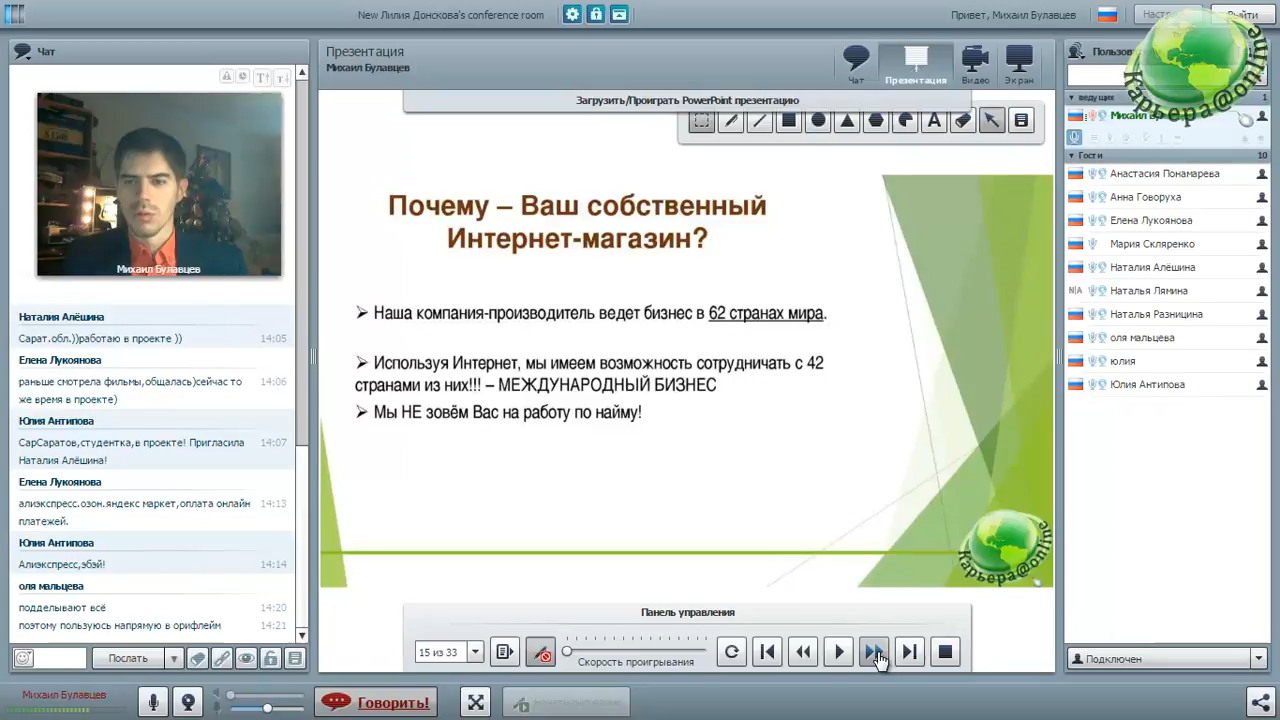 New Лилия Донскова's conference room
Привет, Михаил Булавцев
Выйти
Чат
Михаил Булавцев
Наталия Алёшина
Сарат.обл.))работаю в проекте )) 14:05
Елена Лукоянова
раньше смотрела фильмы,общалась)сейчас то 14:06
же время в проекте)
Юлия Антипова
СарСаратов,студентка,в проекте! Пригласила 14:07
Наталия Алёшина!
Елена Лукоянова
алиэкспресс.озон.яндекс маркет,оплата онлайн 14:13
платежей.
Юлия Антипова
Алиэкспресс,эбэй! 14:14
оля мальцева
подделывают всё 14:20
поэтому пользуюсь напрямую в орифлейм 14:21
Послать
Презентация
Михаил Булавцев
Чат
Презентация
Видео
Экран
Загрузить/Проиграть PowerPoint презентацию
Почему – Ваш собственный
Интернет-магазин?
➢ Наша компания-производитель ведет бизнес в 62 странах мира.
➢ Используя Интернет, мы имеем возможность сотрудничать с 42
странами из них!!! – МЕЖДУНАРОДНЫЙ БИЗНЕС
➢ Мы НЕ зовём Вас на работу по найму!
Карьера@online
Панель управления
15 из 33
Скорость проигрывания
Карьера@online
ведущих 1
Михаил
Гости 10
Анастасия Понамарева
Анна Говоруха
Елена Лукоянова
Мария Скляренко
Наталия Алёшина
N/A Наталья Лямина
Наталья Разницина
оля мальцева
юлия
Юлия Антипова
Подключен
Михаил Булавцев
Говорить!